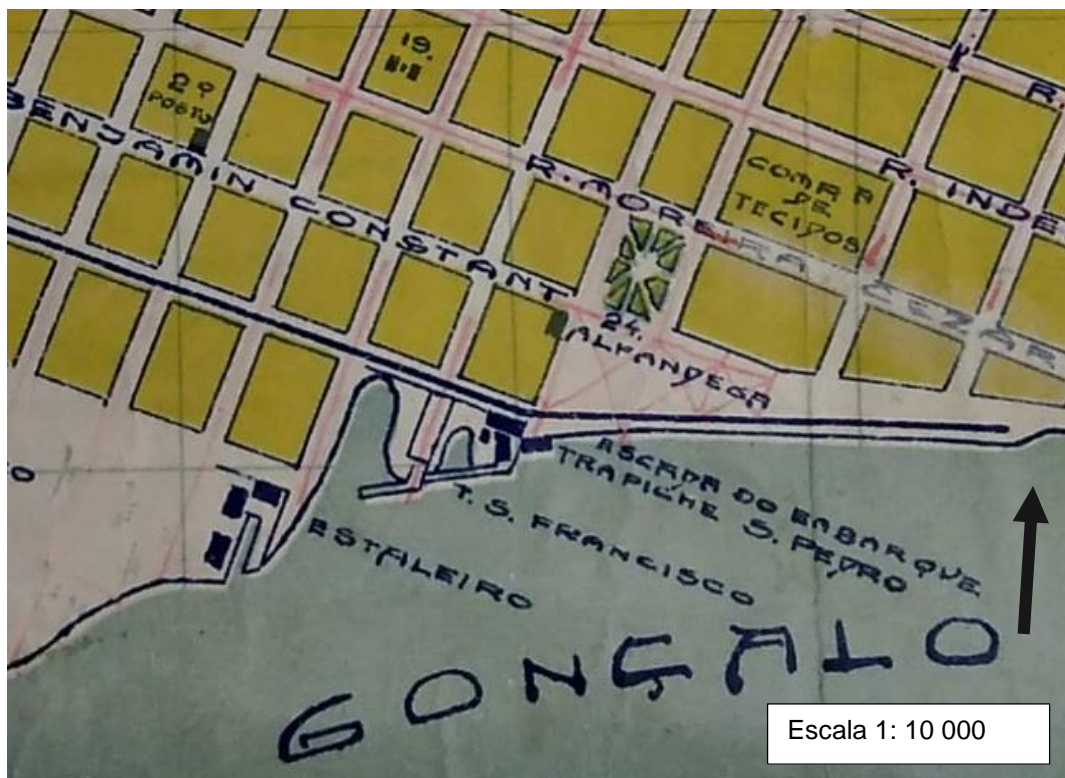 19.
R.
2º
POSTO
BENJAMIN CONSTANT
R. MOREIRA CEZAR
DE
TECIDOS
R. INDE
24.
ALFANDEGA
ESCADA DO EMBARQUE
TRAPICHE S. PEDRO
T. S. FRANCISCO
ESTALEIRO
O
GONÇALO
Escala 1: 10 000